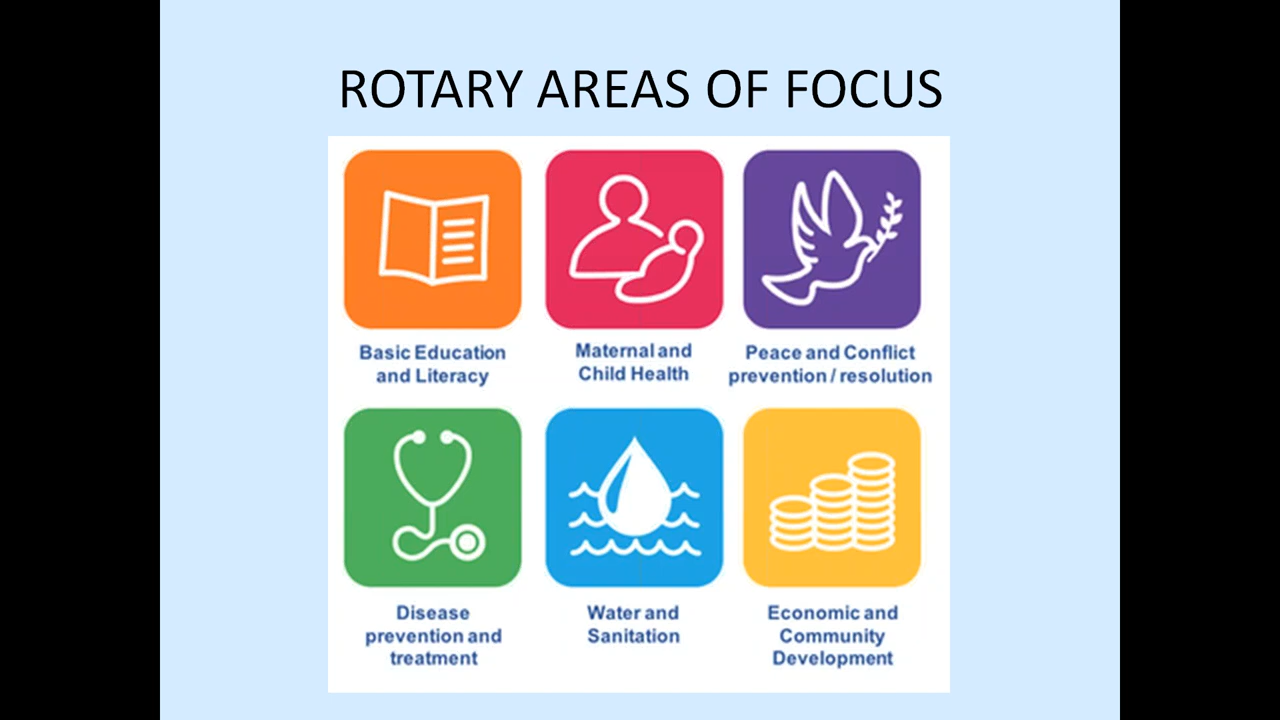 ROTARY AREAS OF FOCUS
Basic Education
and Literacy
Maternal and
Child Health
Peace and Conflict
prevention / resolution
Disease
prevention and
treatment
Water and
Sanitation
Economic and
Community
Development